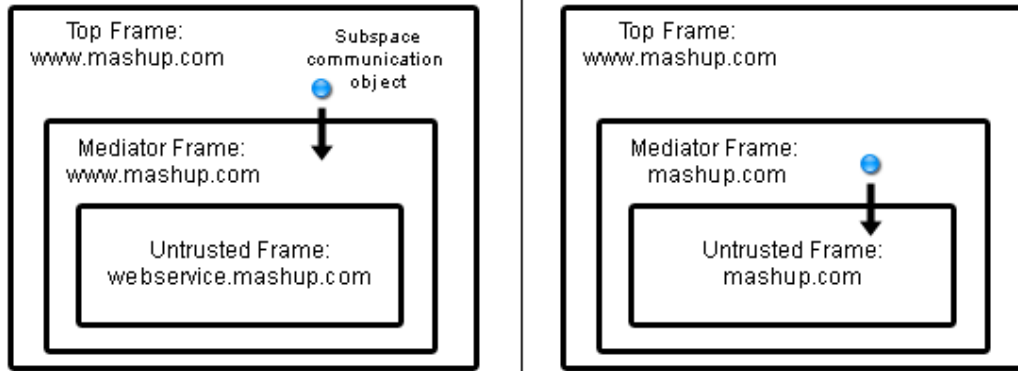 Top Frame:
www.mashup.com
Subspace
communication
object
Mediator Frame:
www.mashup.com
Untrusted Frame:
webservice.mashup.com
Top Frame:
www.mashup.com
Mediator Frame:
mashup.com
Untrusted Frame:
mashup.com